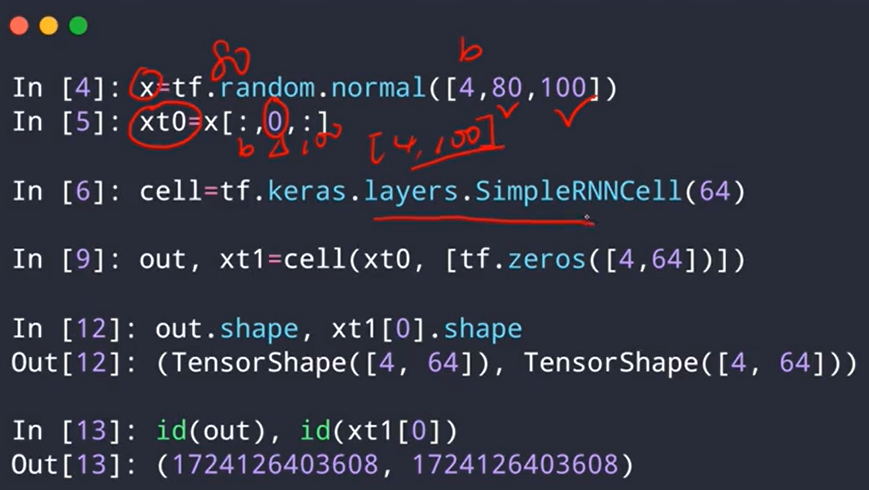 80 b
In [4]: x=tf.random.normal([4,80,100])
In [5]: xt0=x[:,0,:]
b 100 [4,100]
In [6]: cell=tf.keras.layers.SimpleRNNCell(64)
In [9]: out, xt1=cell(xt0, [tf.zeros([4,64])])
In [12]: out.shape, xt1[0].shape
Out[12]: (TensorShape([4, 64]), TensorShape([4, 64]))
In [13]: id(out), id(xt1[0])
Out[13]: (1724126403608, 1724126403608)